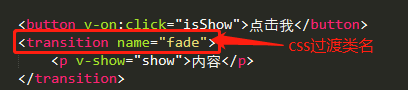 <button v-on:click="isShow">点击我</button>
<transition name="fade"> css过渡类名
<p v-show="show">内容</p>
</transition>